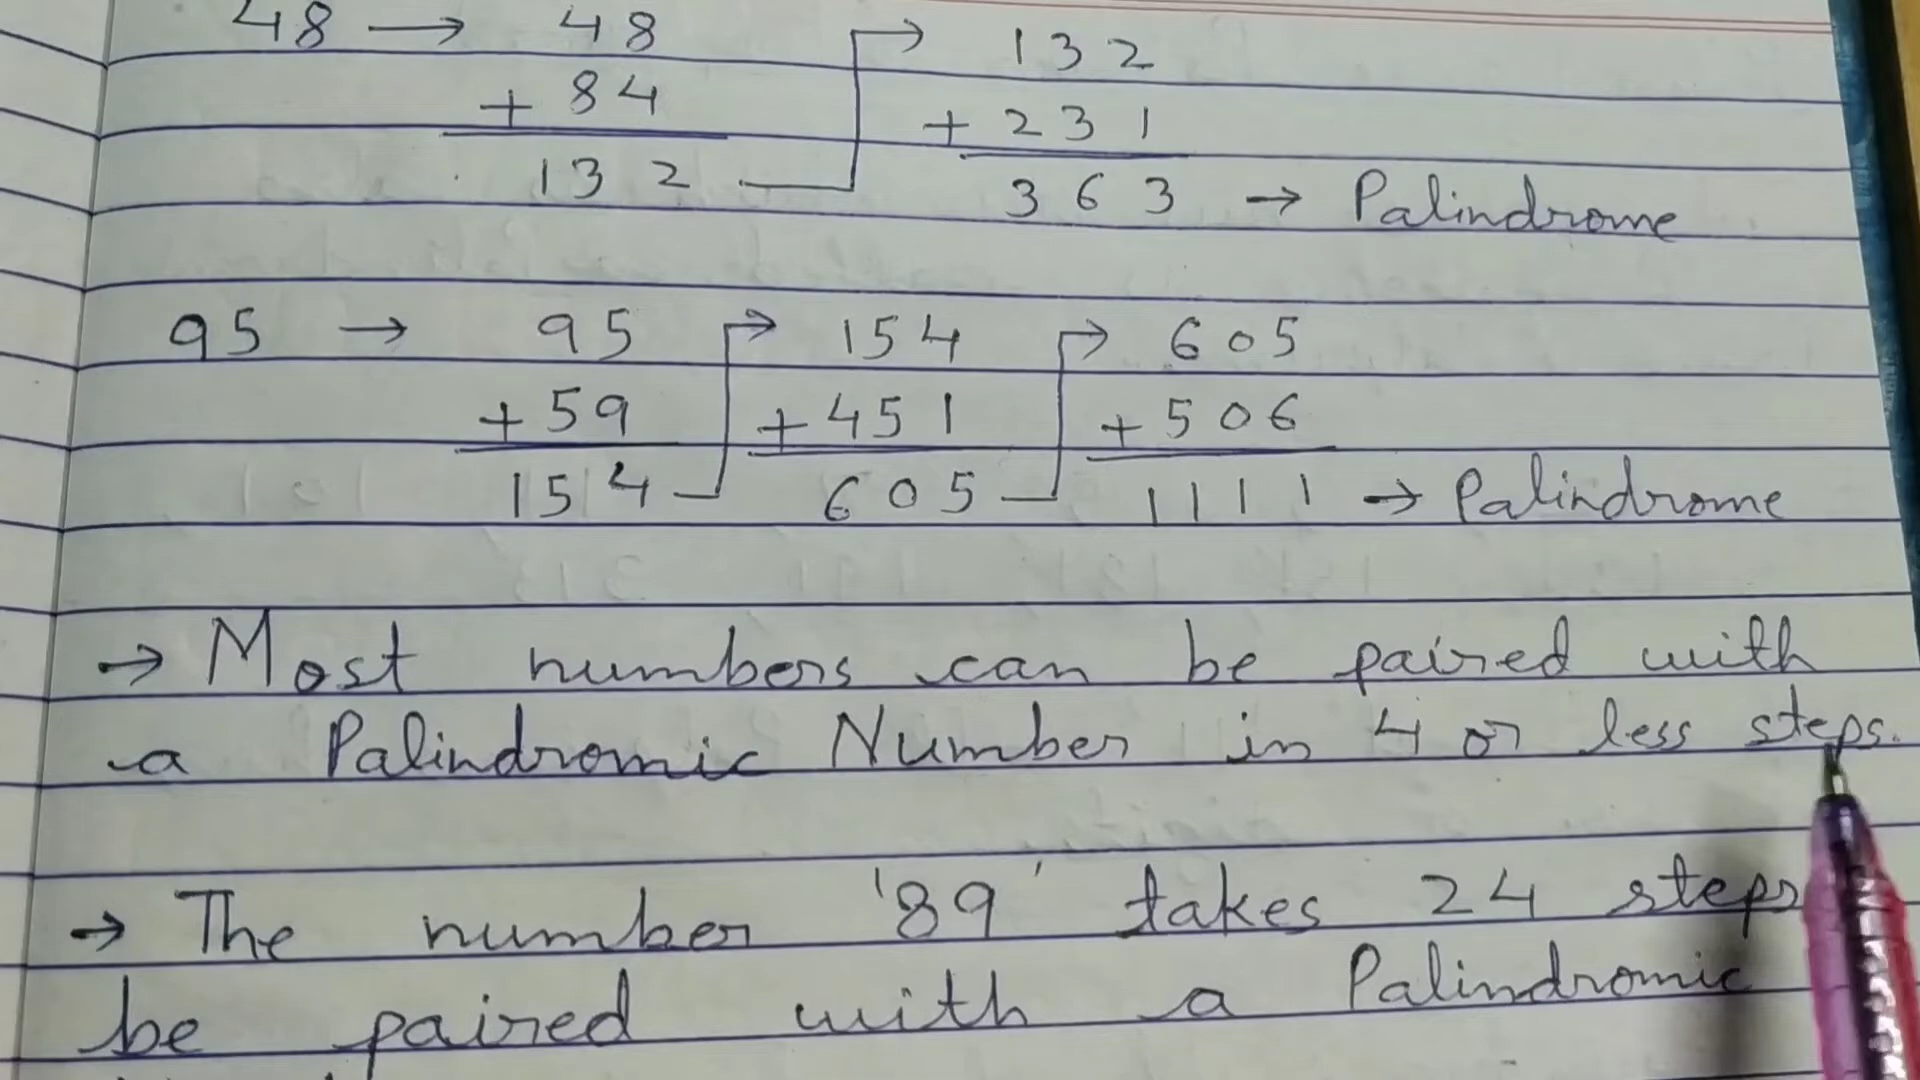 48 → 48 → 132
+ 84 + 231
132 363 → Palindrome
95 → 95 → 154 → 605
+ 59 + 451 + 506
154 605 1111 → Palindrome
→ Most numbers can be paired with
a Palindromic Number in 4 or less steps.
→ The number '89' takes 24 steps
be paired with a Palindromic